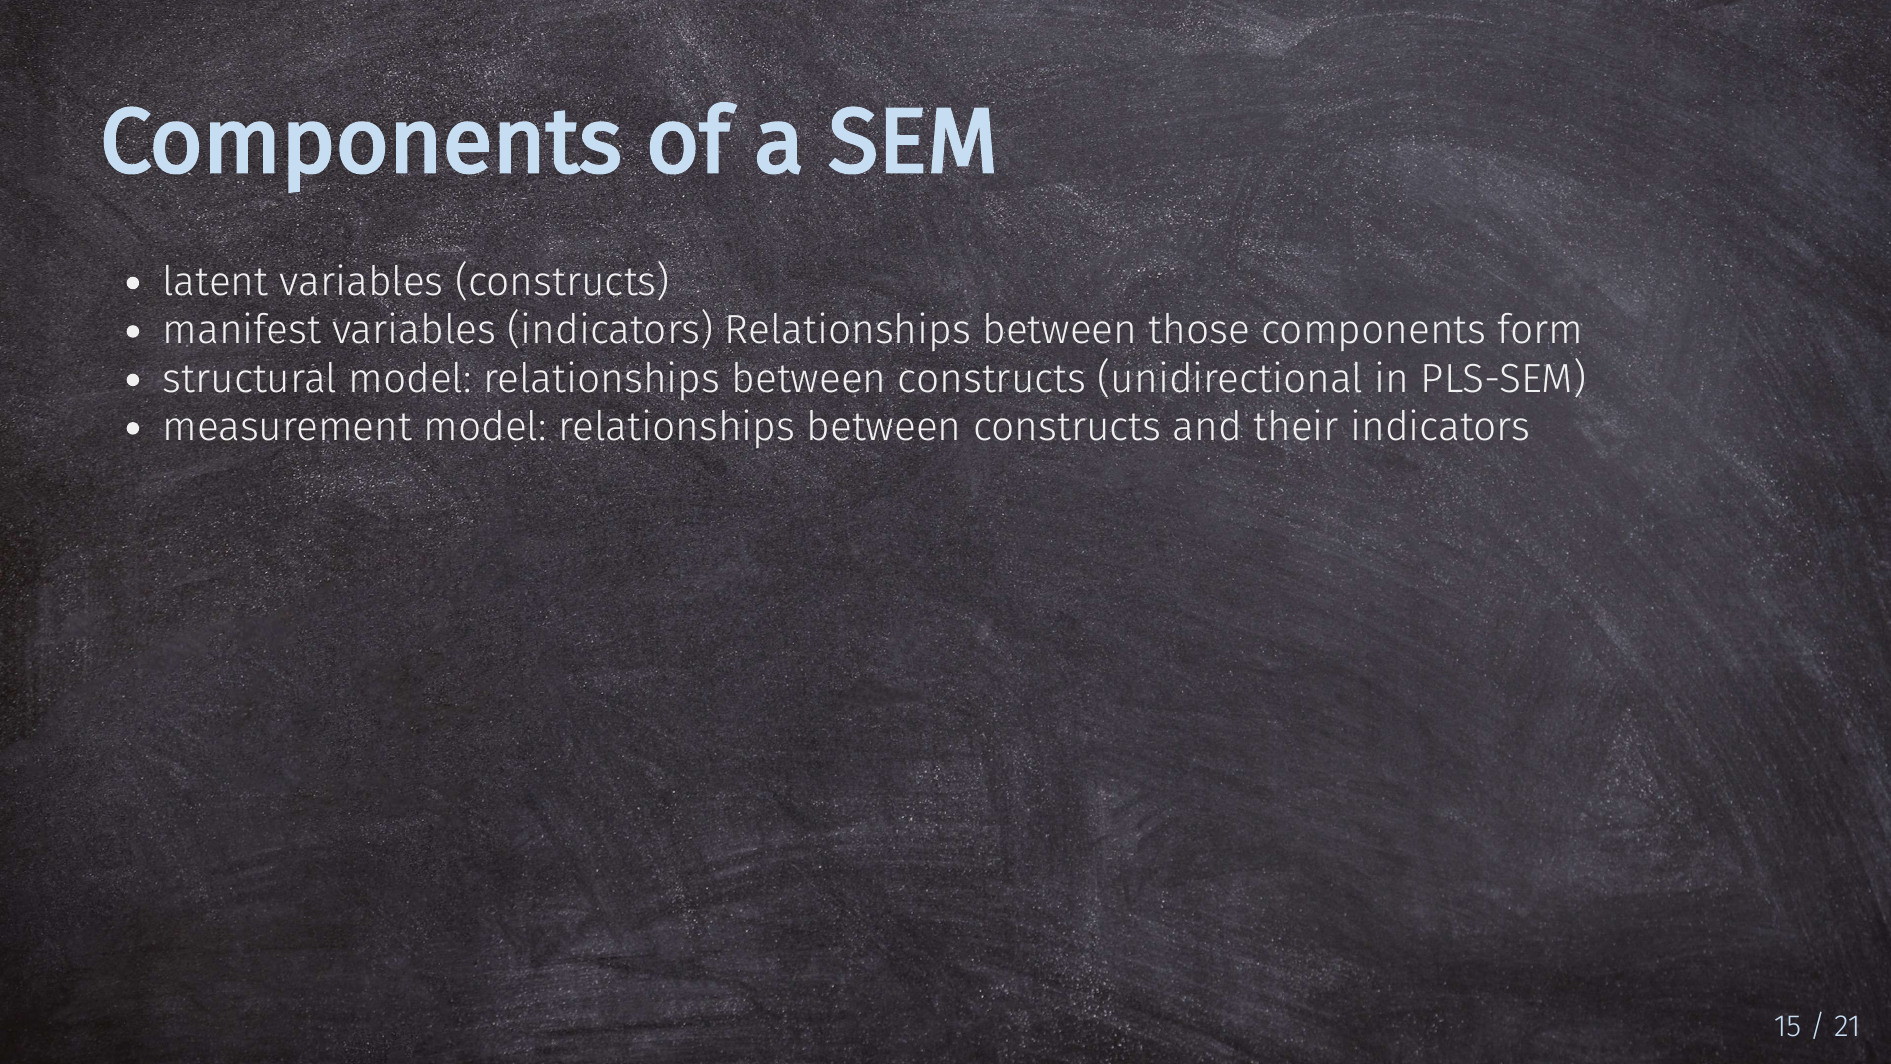 Components of a SEM
• latent variables (constructs)
• manifest variables (indicators) Relationships between those components form
• structural model: relationships between constructs (unidirectional in PLS-SEM)
• measurement model: relationships between constructs and their indicators
15 / 21